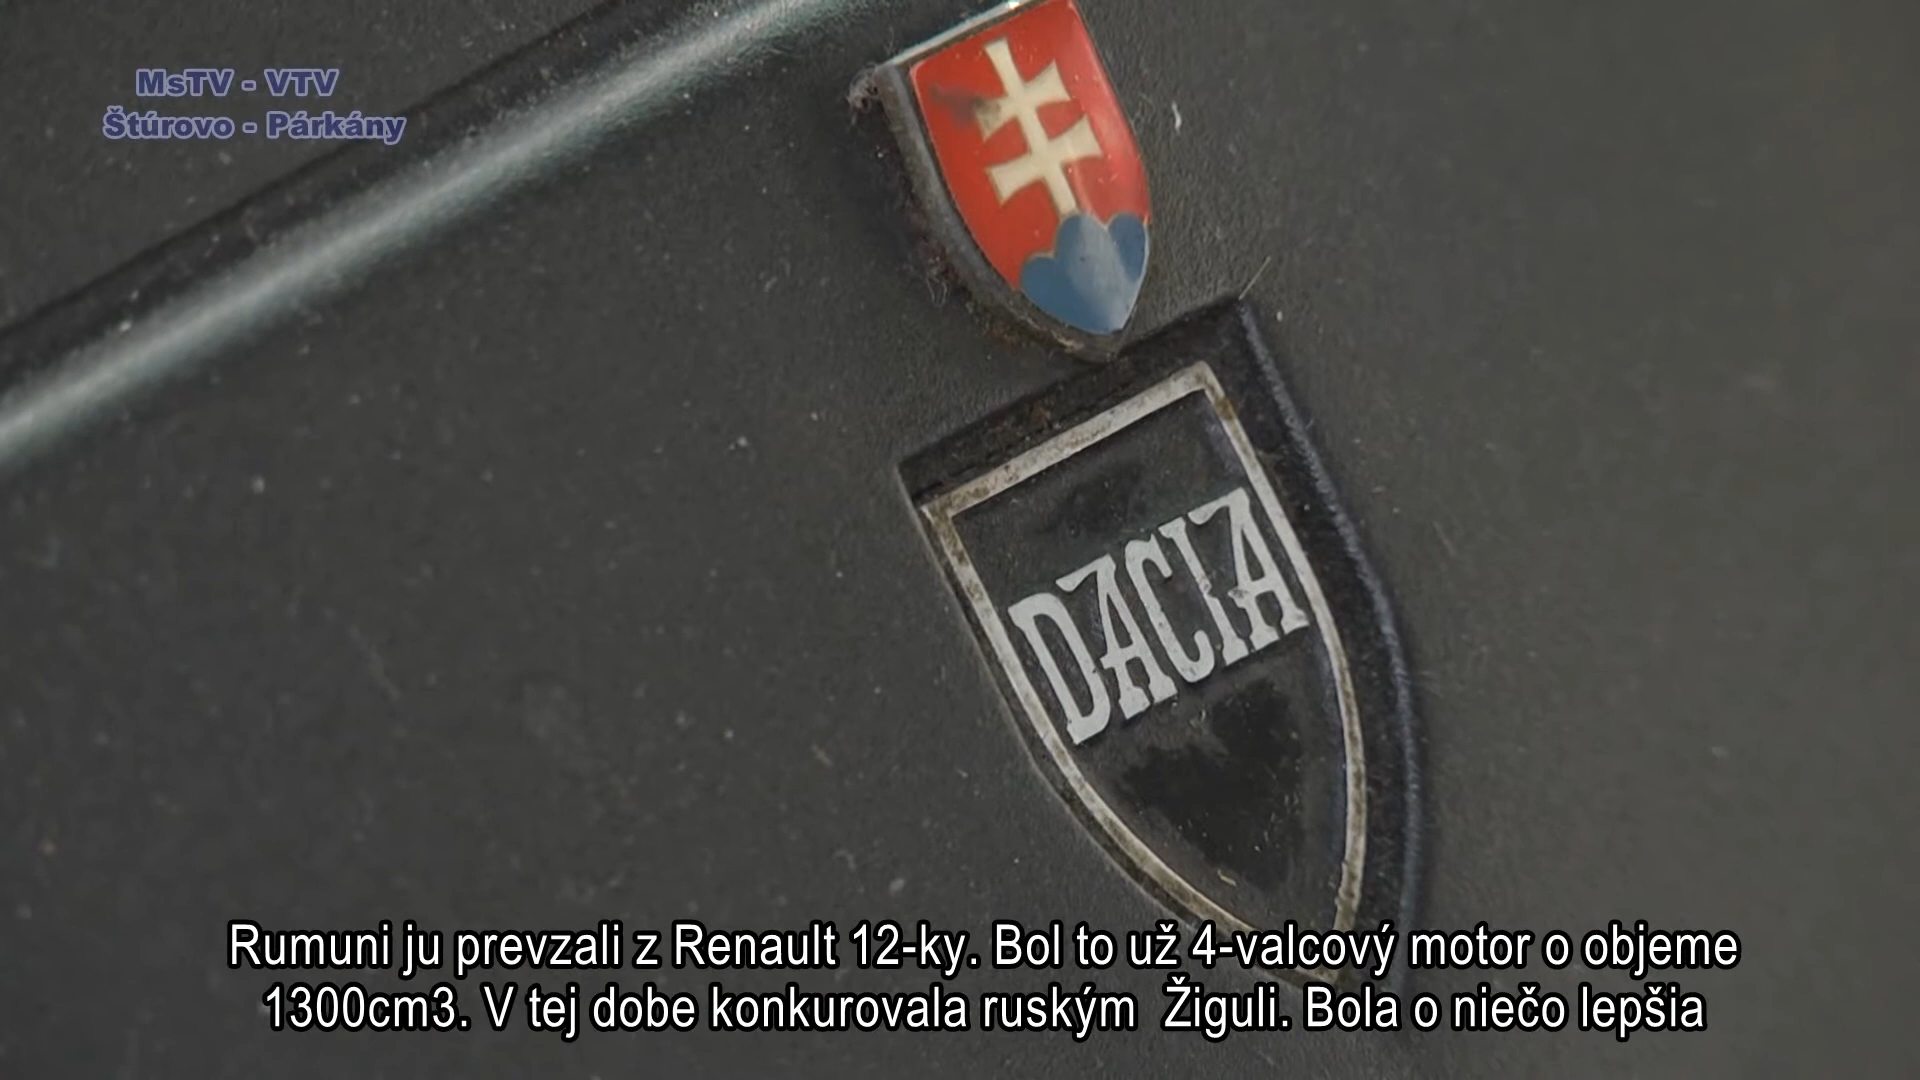 MsTV - VTV
Štúrovo - Párkány
DACIA
Rumuni ju prevzali z Renault 12-ky. Bol to už 4-valcový motor o objeme
1300cm3. V tej dobe konkurovala ruským  Žiguli. Bola o niečo lepšia